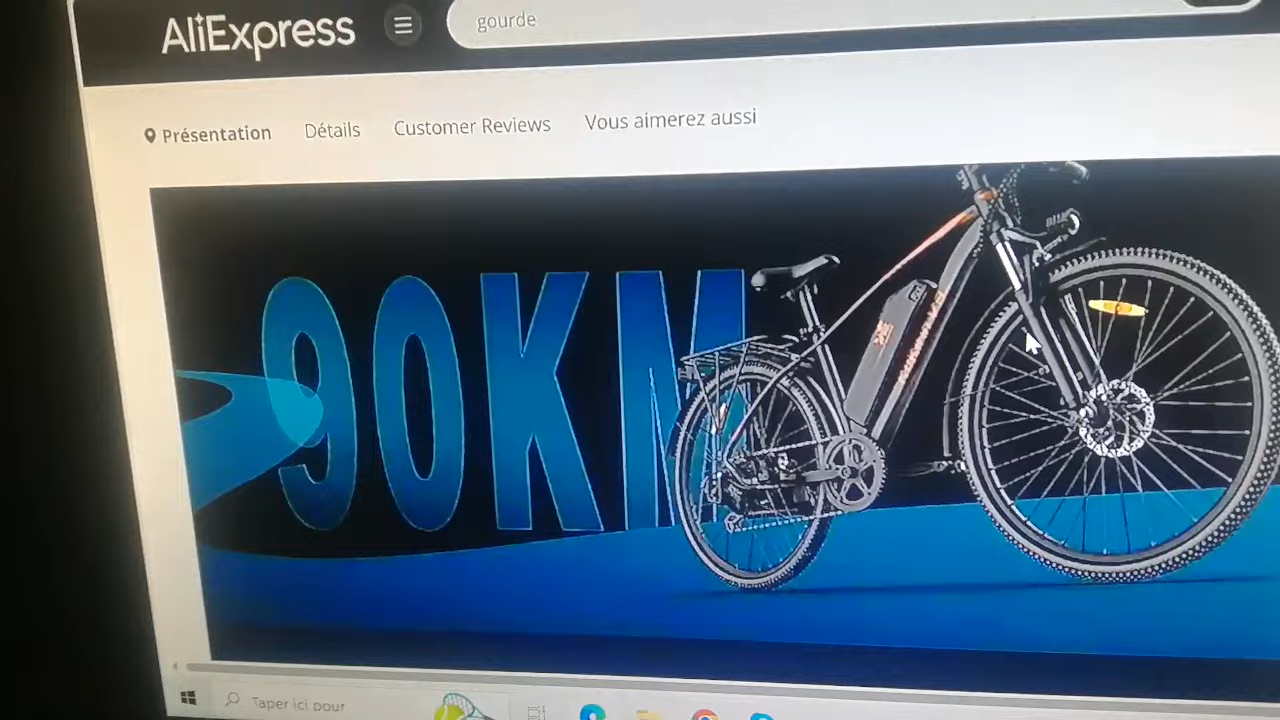 AliExpress
gourde
Présentation Détails Customer Reviews Vous aimerez aussi
90KM
Taper ici pour